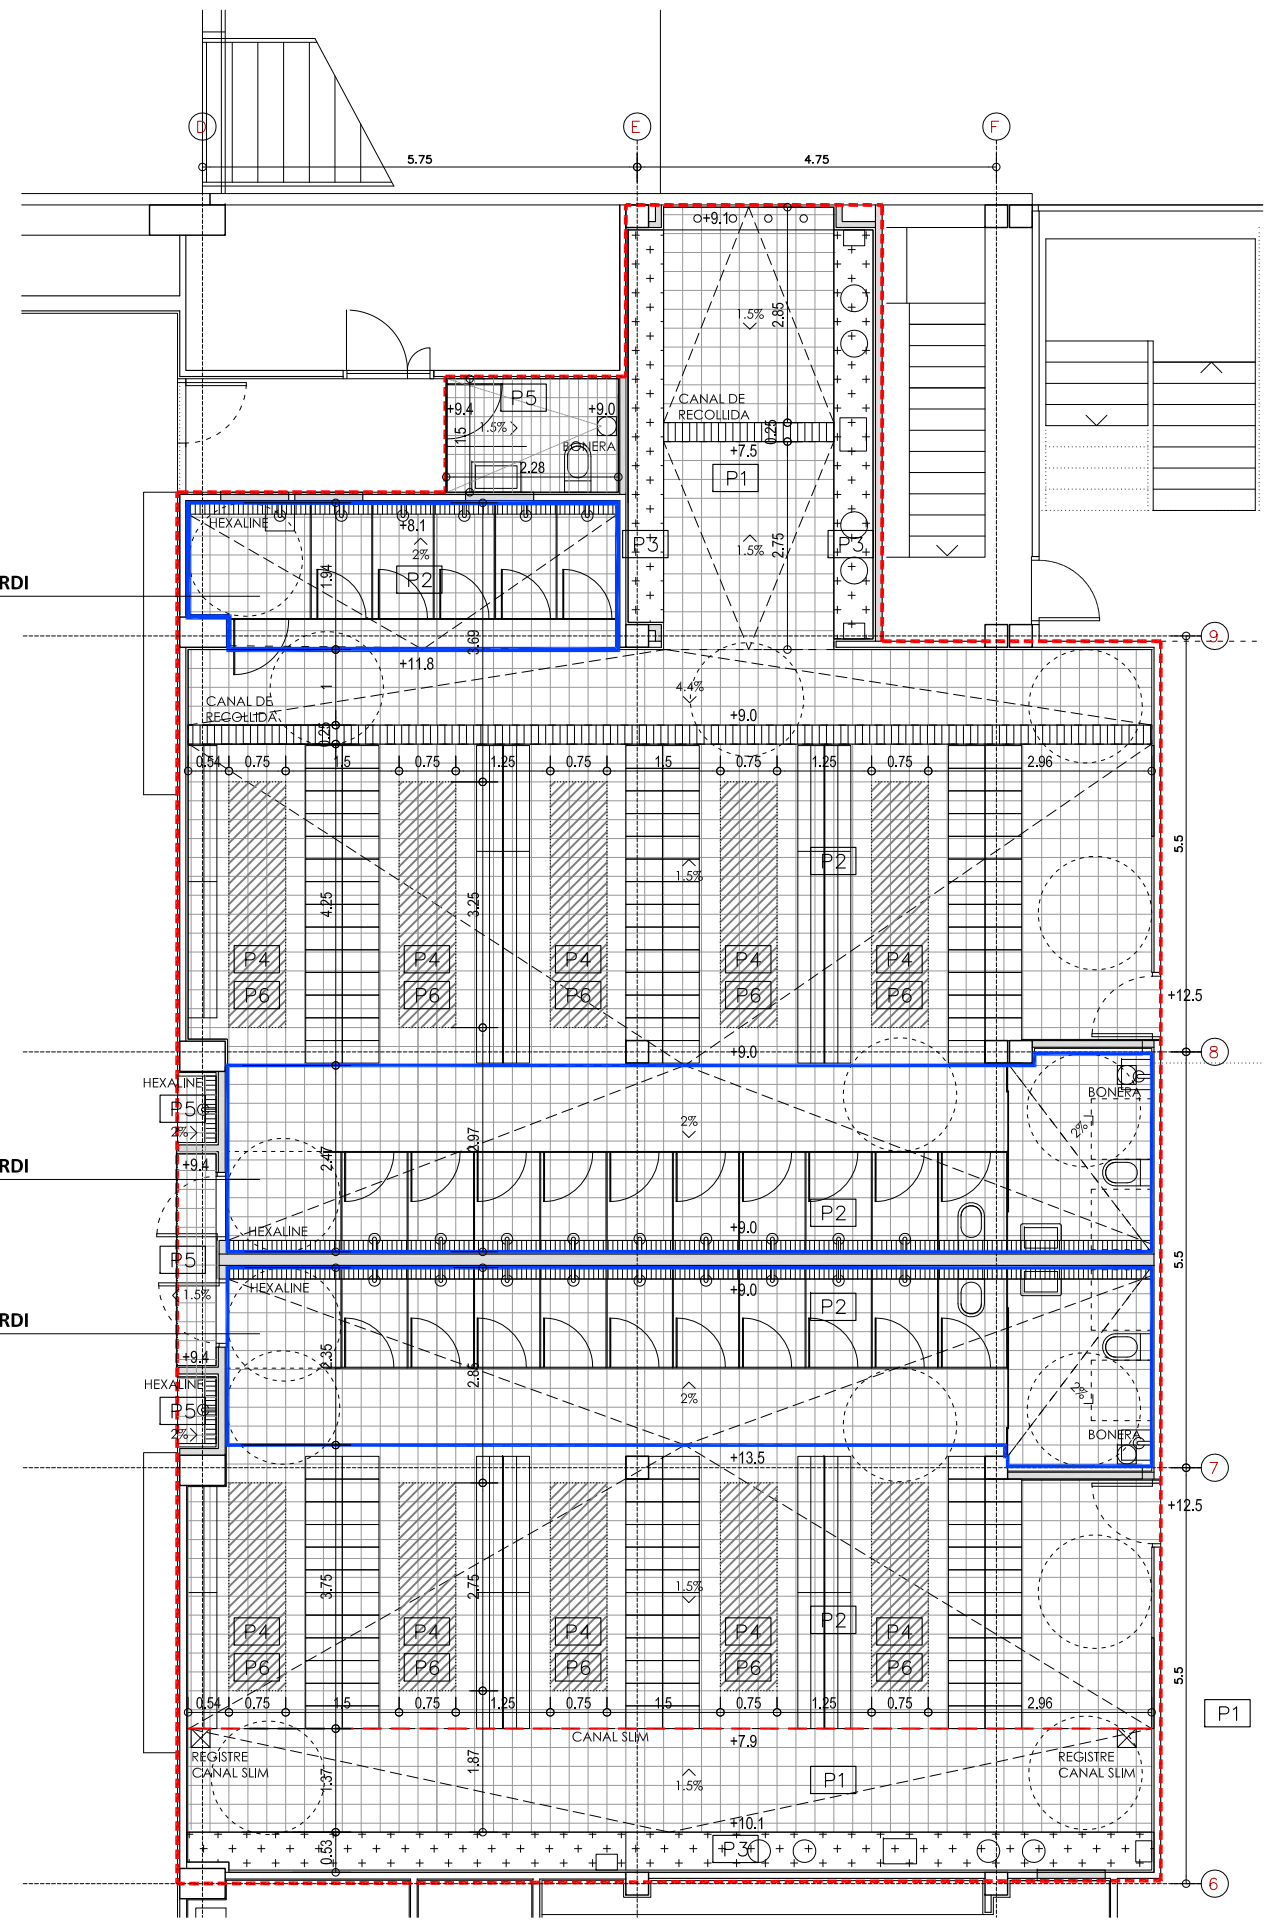 D
E
F
5.75
4.75
+9.1
1.5%
2.85
P5
+9.4
+9.0
1.5%
1.5
BONERA
2.28
CANAL DE
RECOLLIDA
0.25
+7.5
P1
HEXALINE
+8.1
2%
P2
1.94
P3
P3
1.5%
2.75
RDI
3.69
9
+11.8
1
4.4%
CANAL DE
RECOLLIDA
0.25
+9.0
0.54
0.75
1.5
0.75
1.25
0.75
1.5
0.75
1.25
0.75
2.96
5.5
P2
1.5%
4.25
3.25
P4
P4
P4
P4
P4
P6
P6
P6
P6
P6
+12.5
+9.0
8
HEXALINE
BONERA
P5
2%
2%
2%
2.47
2.97
+9.4
RDI
P2
HEXALINE
+9.0
P5
5.5
HEXALINE
+9.0
1.5%
P2
RDI
2.35
2.85
+9.4
HEXALINE
2%
2%
P5
2%
BONERA
+13.5
7
+12.5
3.75
2.75
1.5%
P2
P4
P4
P4
P4
P4
P6
P6
P6
P6
P6
5.5
0.54
0.75
1.5
0.75
1.25
0.75
1.5
0.75
1.25
0.75
2.96
P1
CANAL SLIM
+7.9
REGISTRE
CANAL SLIM
REGISTRE
CANAL SLIM
1.37
1.87
1.5%
P1
+10.1
0.53
P3
6